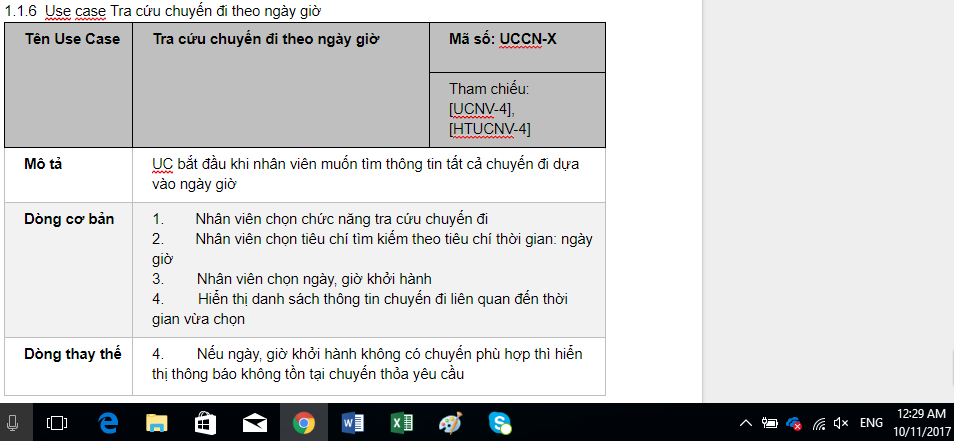 1.1.6 Use case Tra cứu chuyến đi theo ngày giờ
Tên Use Case
Tra cứu chuyến đi theo ngày giờ
Mã số: UCCN-X
Tham chiếu:
[UCNV-4],
[HTUCNV-4]
Mô tả
UC bắt đầu khi nhân viên muốn tìm thông tin tất cả chuyến đi dựa
vào ngày giờ
Dòng cơ bản
1. Nhân viên chọn chức năng tra cứu chuyến đi
2. Nhân viên chọn tiêu chí tìm kiếm theo tiêu chí thời gian: ngày
giờ
3. Nhân viên chọn ngày, giờ khởi hành
4. Hiển thị danh sách thông tin chuyến đi liên quan đến thời
gian vừa chọn
Dòng thay thế
4. Nếu ngày, giờ khởi hành không có chuyến phù hợp thì hiển
thị thông báo không tồn tại chuyến thỏa yêu cầu
ENG
12:29 AM
10/11/2017